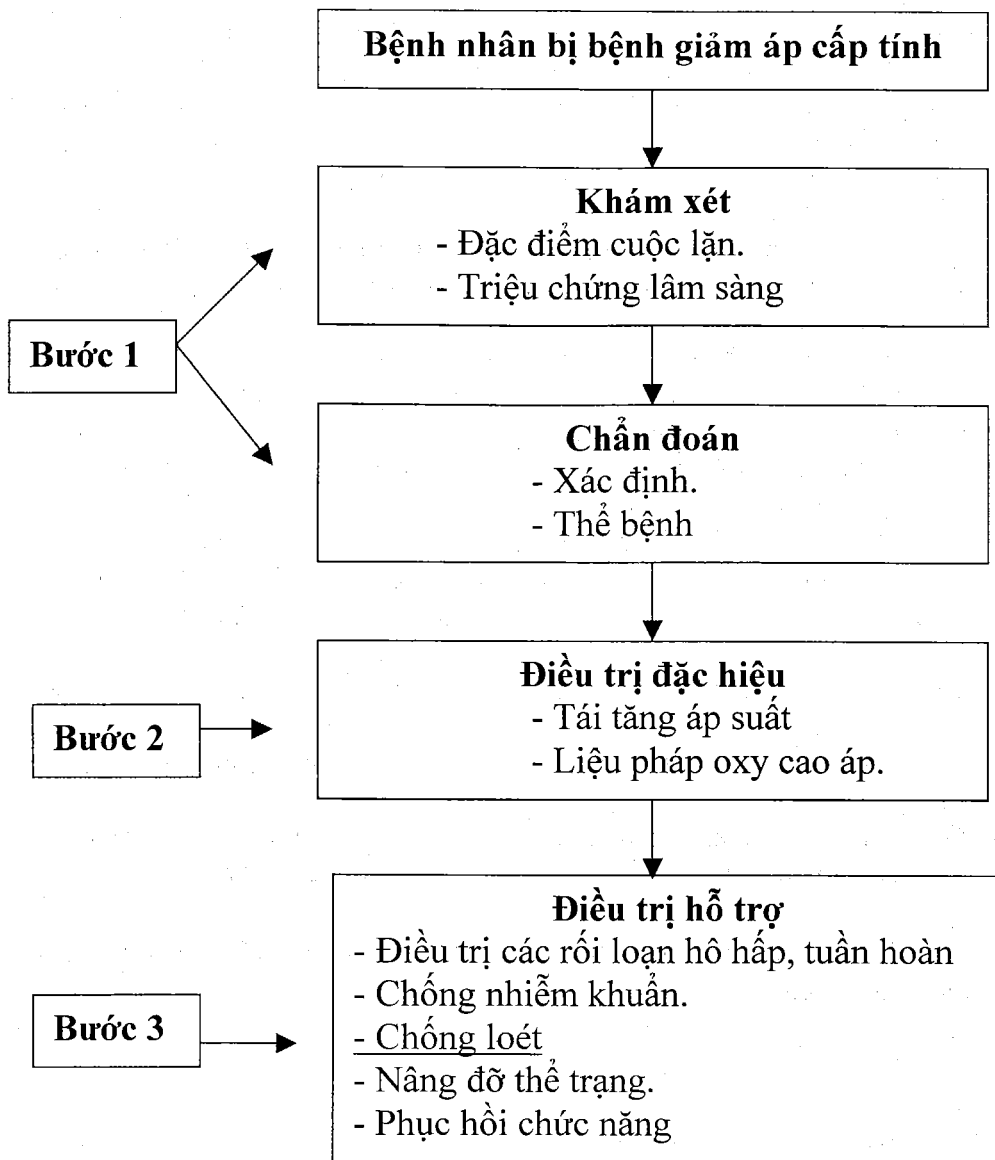 Bệnh nhân bị bệnh giảm áp cấp tính
Khám xét
- Đặc điểm cuộc lặn.
- Triệu chứng lâm sàng
Bước 1
Chẩn đoán
- Xác định.
- Thể bệnh
Điều trị đặc hiệu
- Tái tăng áp suất
- Liệu pháp oxy cao áp.
Bước 2
Điều trị hỗ trợ
- Điều trị các rối loạn hô hấp, tuần hoàn
- Chống nhiễm khuẩn.
- Chống loét
- Nâng đỡ thể trạng.
- Phục hồi chức năng
Bước 3